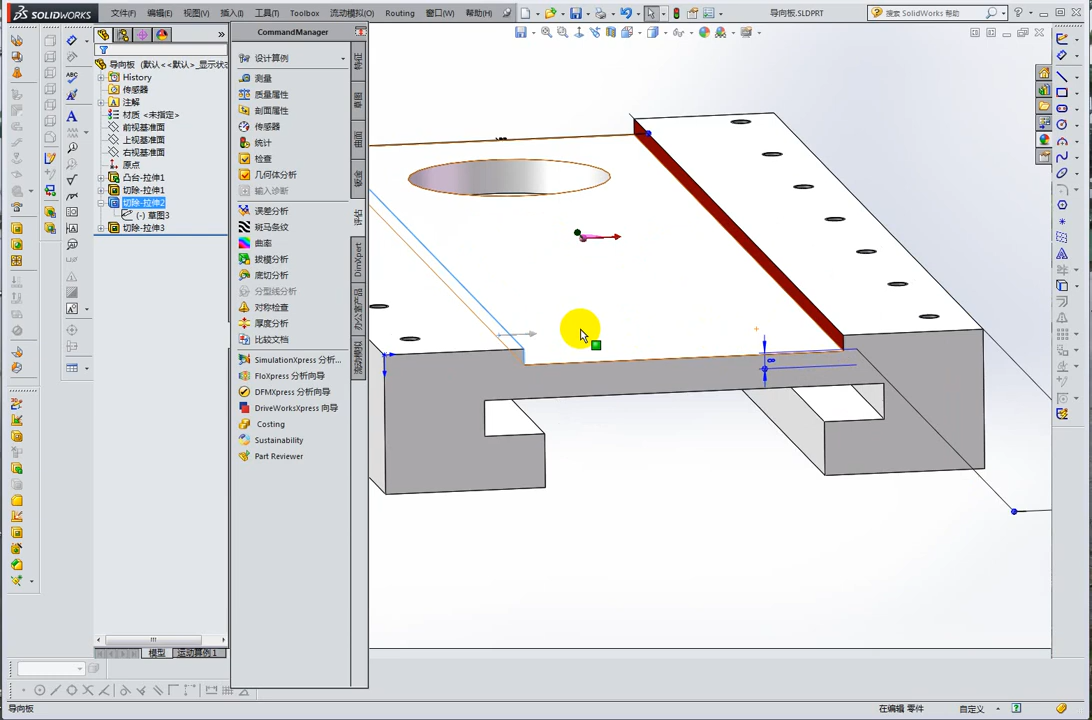 SOLIDWORKS 文件(F) 编辑(E) 视图(V) 插入(I) 工具(T) Toolbox 流动模拟(O) Routing 窗口(W) 帮助(H) 导向板.SLDPRT 搜索 SolidWorks 帮助
CommandManager
导向板 (默认<<默认>_显示状
History
传感器
注解
材质 <未指定>
前视基准面
上视基准面
右视基准面
原点
凸台-拉伸1
切除-拉伸1
切除-拉伸2
(-) 草图3
切除-拉伸3
设计算例
测量
质量属性
剖面属性
传感器
统计
检查
几何体分析
输入诊断
误差分析
斑马条纹
曲率
拔模分析
底切分析
分型线分析
对称检查
厚度分析
比较文档
SimulationXpress 分析...
FloXpress 分析向导
DFMXpress 分析向导
DriveWorksXpress 向导
Costing
Sustainability
Part Reviewer
特征
草图
曲面
钣金
评估
DimXpert
办公室产品
流动模拟
8
模型 运动算例 1
导向板 在编辑 零件 自定义